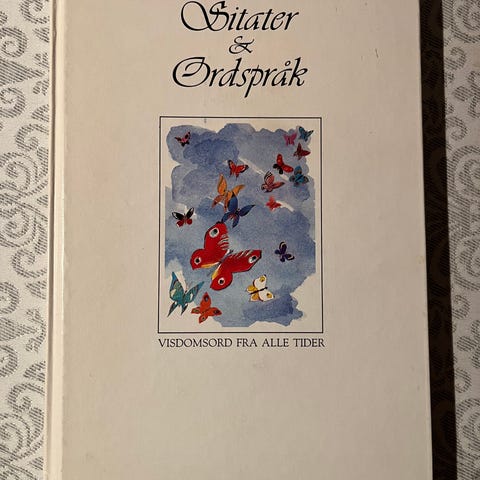 Sitater
&
Ordspråk
VISDOMSORD FRA ALLE TIDER